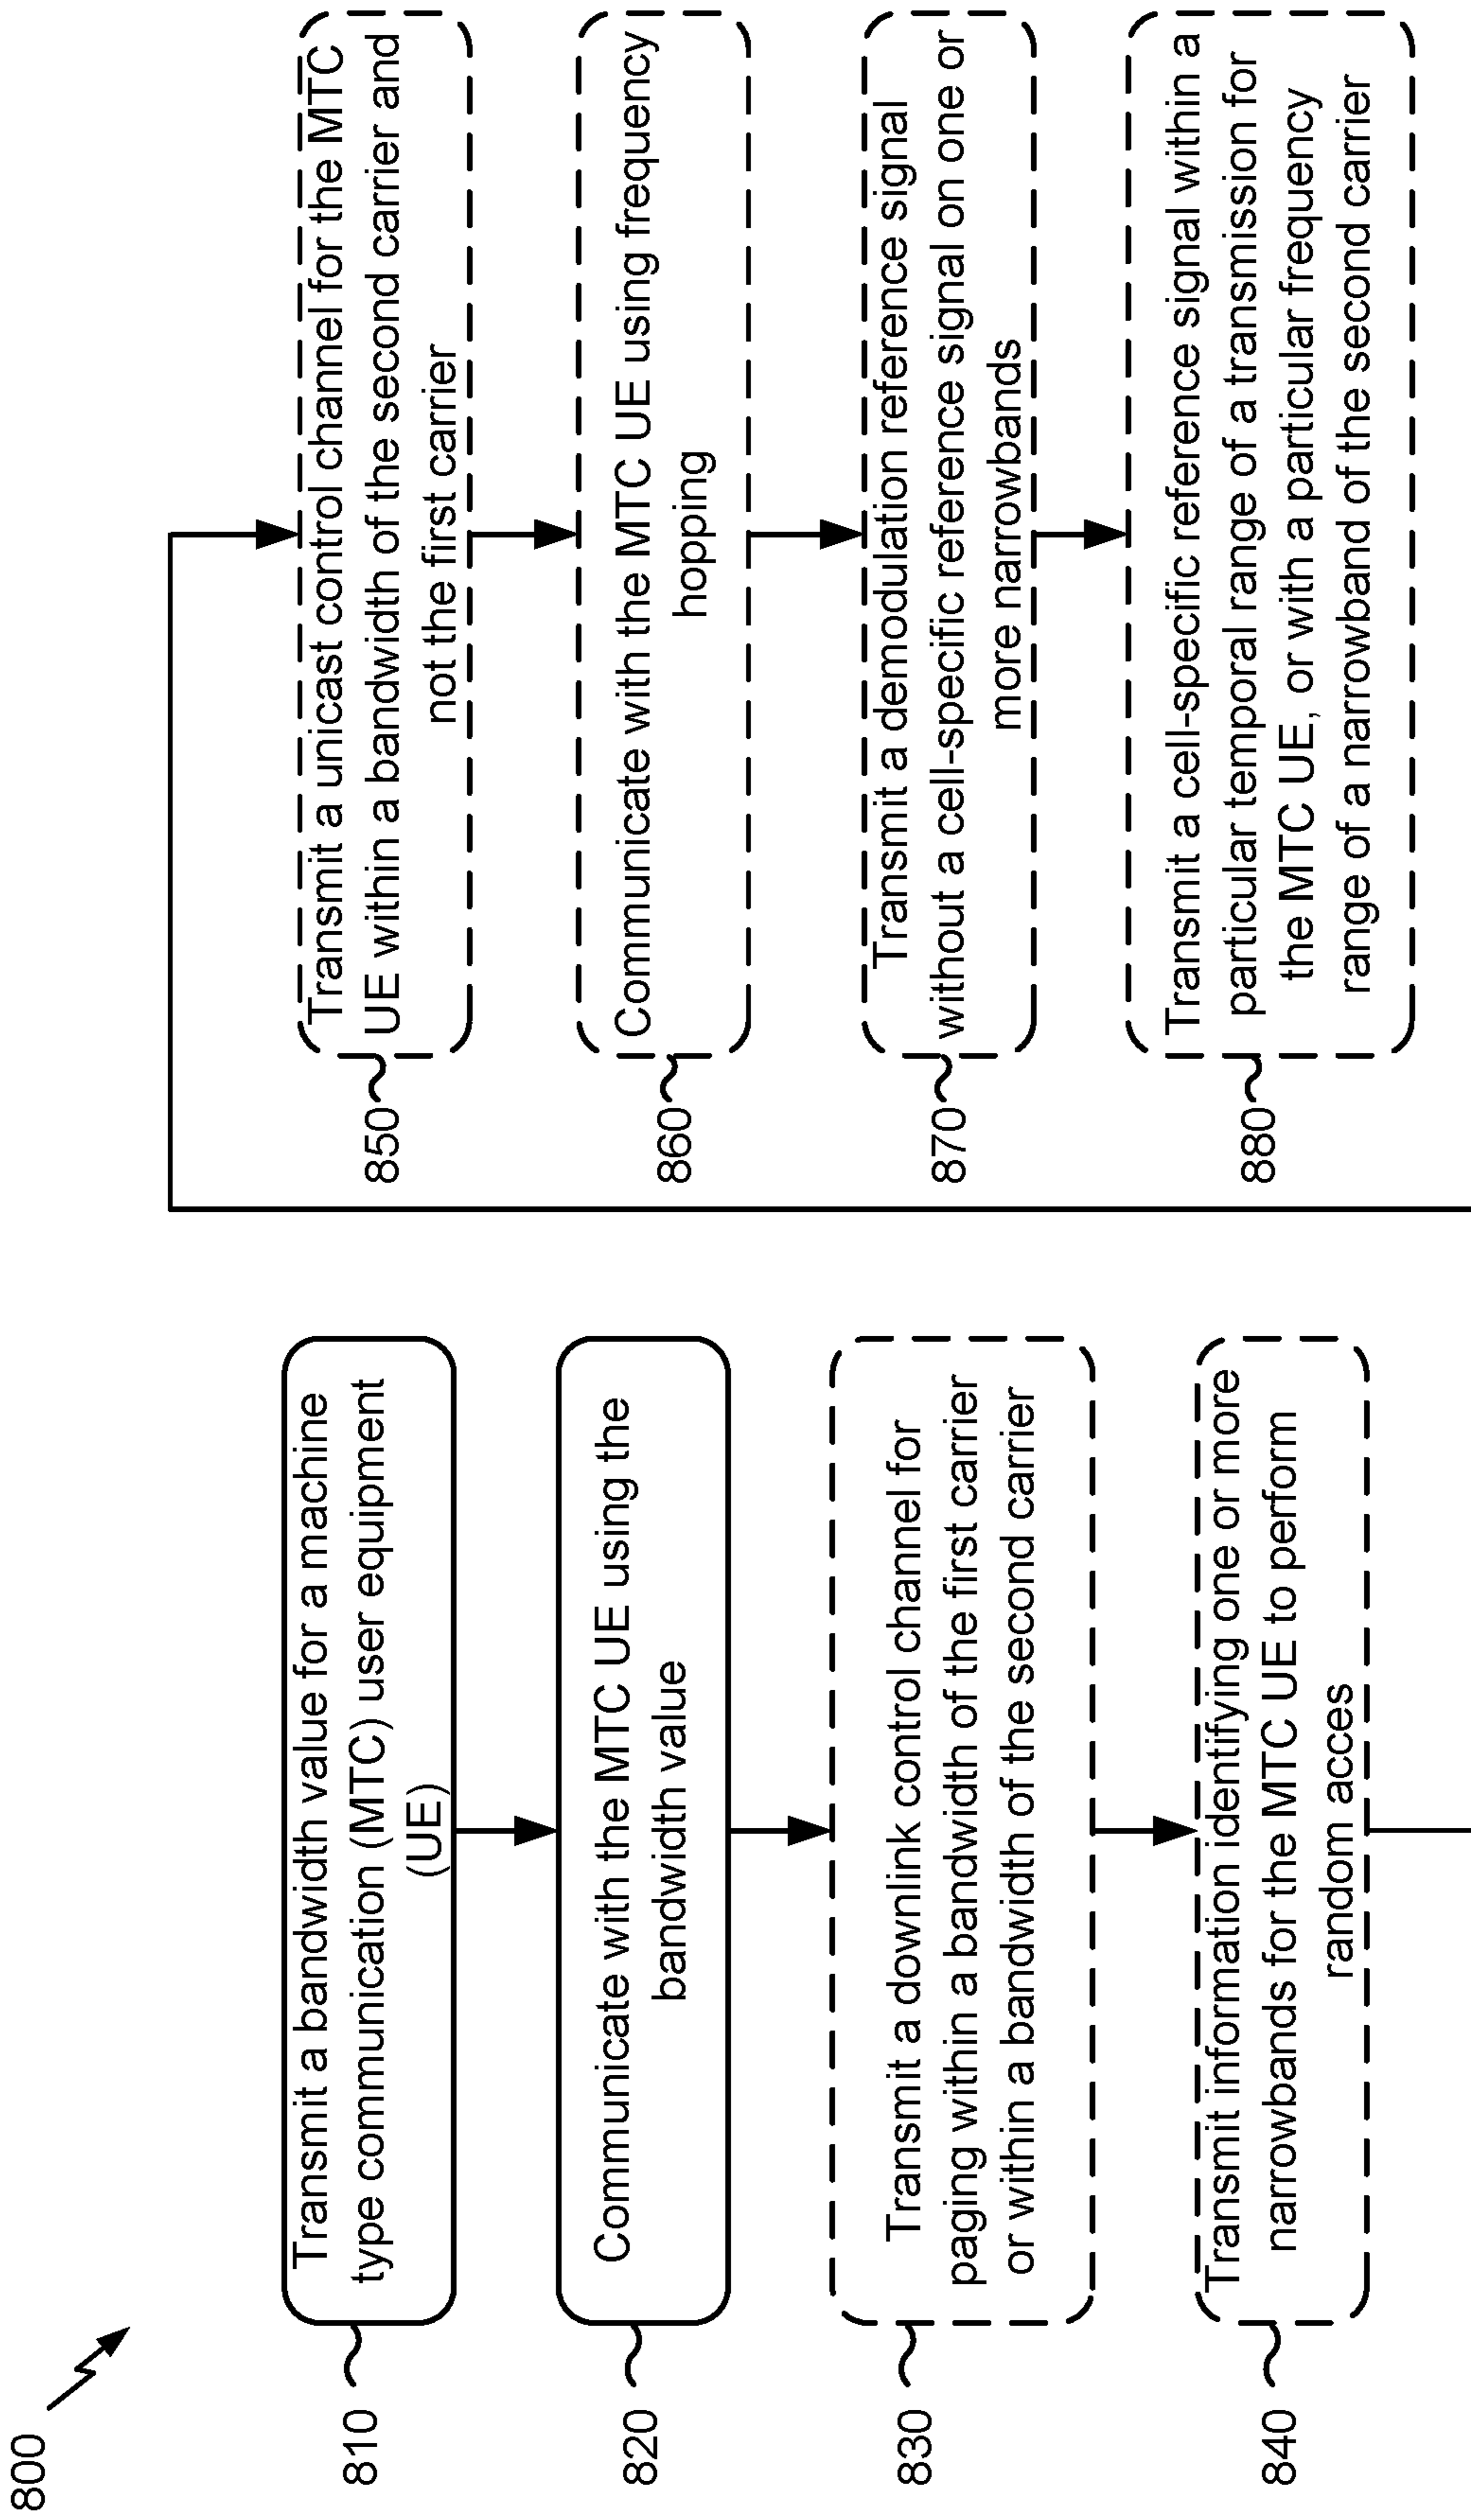 800
810
Transmit a bandwidth value for a machine
type communication (MTC) user equipment
(UE)
820
Communicate with the MTC UE using the
bandwidth value
830
Transmit a downlink control channel for
paging within a bandwidth of the first carrier
or within a bandwidth of the second carrier
840
Transmit information identifying one or more
narrowbands for the MTC UE to perform
random acces
850
Transmit a unicast control channel for the MTC
UE within a bandwidth of the second carrier and
not the first carrier
860
Communicate with the MTC UE using frequency
hopping
870
Transmit a demodulation reference signal
without a cell-specific reference signal on one or
more narrowbands
880
Transmit a cell-specific reference signal within a
particular temporal range of a transmission for
the MTC UE, or with a particular frequency
range of a narrowband of the second carrier